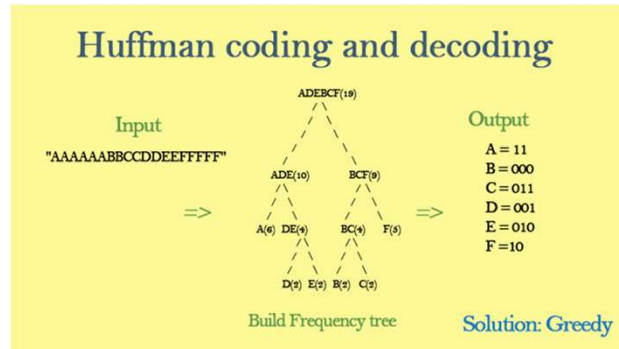 Huffman coding and decoding
ADEBCF(19)
Input
Output
"AAAAAABBCCDDEEFFFFF"
A = 11
B = 000
ADE(10)
BCF(9)
C = 011
D = 001
=>
=>
E = 010
A(6)
DE(4)
BC(4)
F(5)
F =10
D(2)
E(2)
B(2)
C(2)
Build Frequency tree
Solution: Greedy